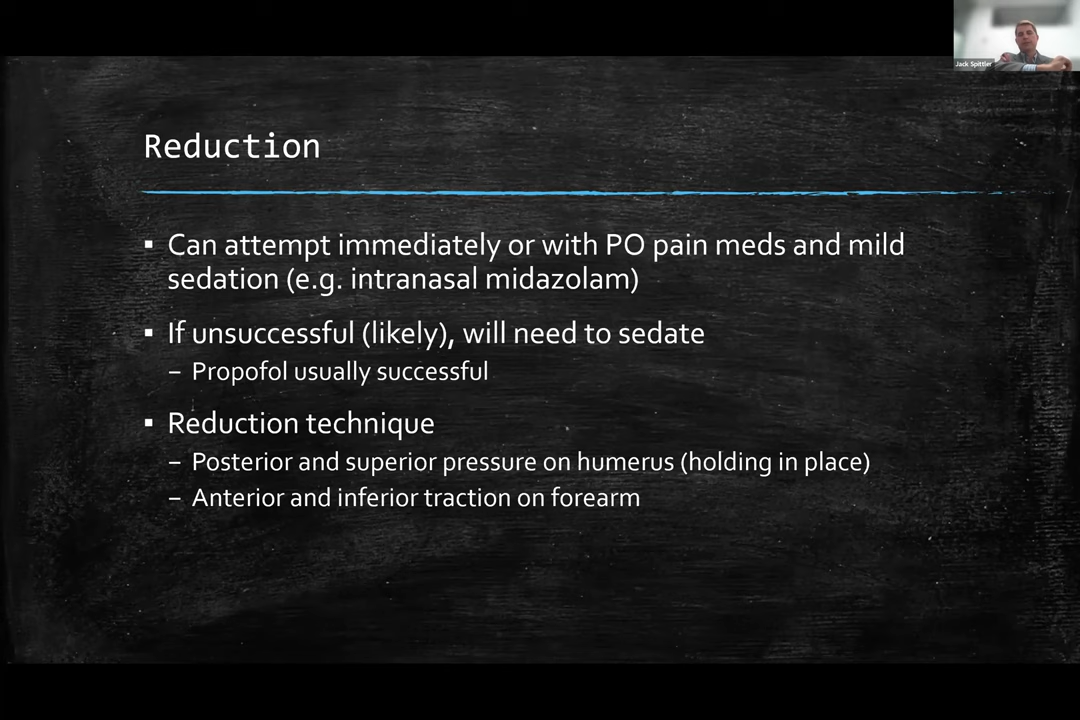 Jack Spittler
Reduction
▪ Can attempt immediately or with PO pain meds and mild
sedation (e.g. intranasal midazolam)
▪ If unsuccessful (likely), will need to sedate
– Propofol usually successful
▪ Reduction technique
– Posterior and superior pressure on humerus (holding in place)
– Anterior and inferior traction on forearm